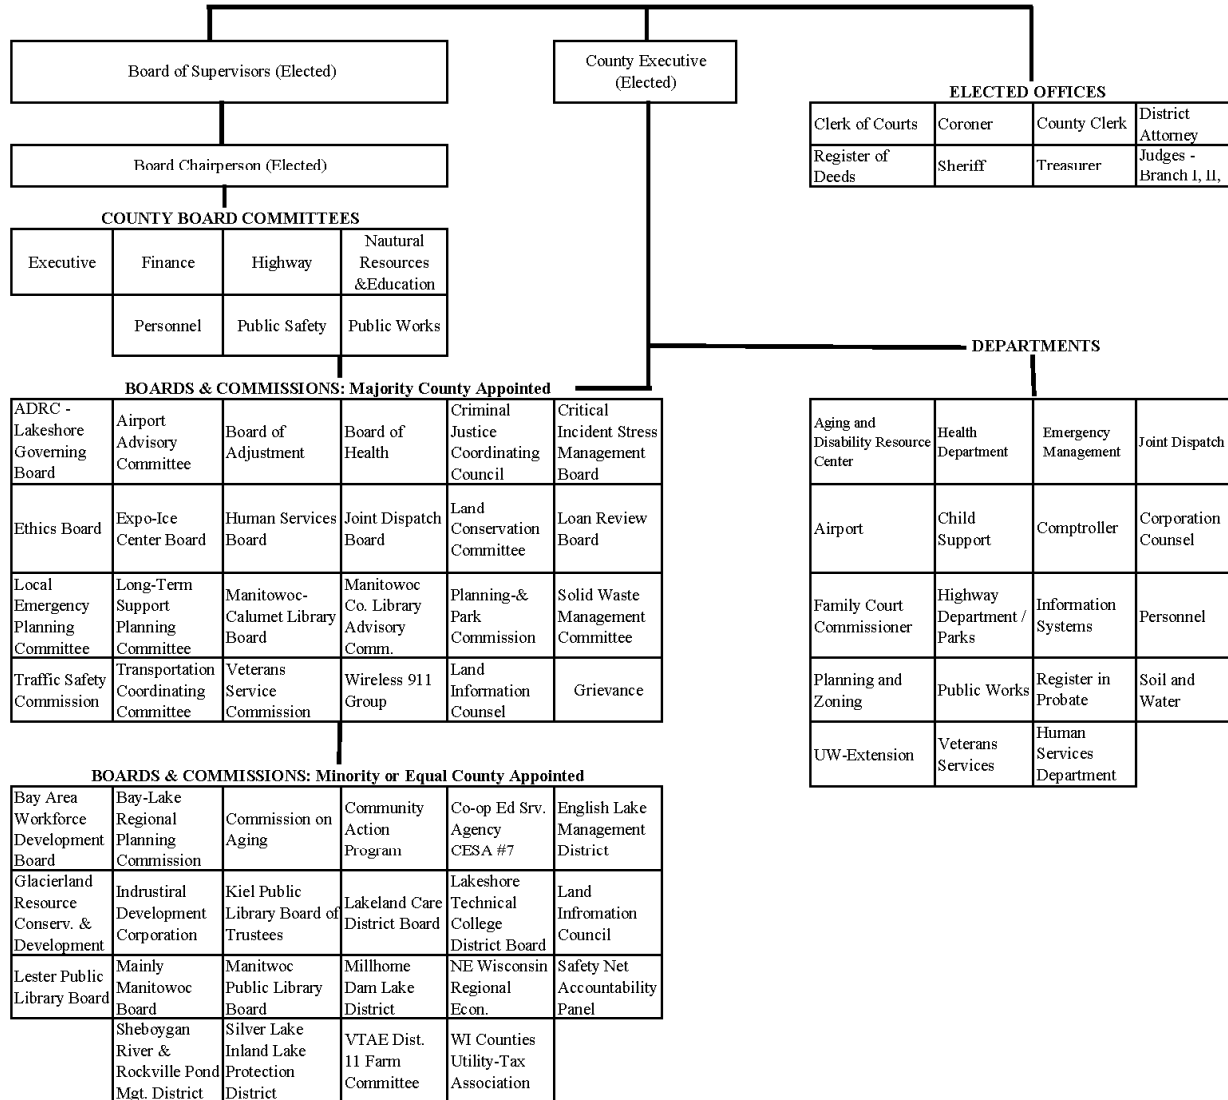 Board of Supervisors (Elected)
County Executive
(Elected)
ELECTED OFFICES
Clerk of Courts
Coroner
County Clerk
District
Attorney
Register of
Deeds
Sheriff
Treasurer
Judges -
Branch I, II,
Board Chairperson (Elected)
COUNTY BOARD COMMITTEES
Executive
Finance
Highway
Nautural
Resources
&Education
Personnel
Public Safety
Public Works
BOARDS & COMMISSIONS: Majority County Appointed
ADRC -
Lakeshore
Governing
Board
Airport
Advisory
Committee
Board of
Adjustment
Board of
Health
Criminal
Justice
Coordinating
Council
Critical
Incident Stress
Management
Board
Ethics Board
Expo-Ice
Center Board
Human Services
Board
Joint Dispatch
Board
Land
Conservation
Committee
Loan Review
Board
Local
Emergency
Planning
Committee
Long-Term
Support
Planning
Committee
Manitowoc-
Calumet Library
Board
Manitowoc
Co. Library
Advisory
Comm.
Planning-&
Park
Commission
Solid Waste
Management
Committee
Traffic Safety
Commission
Transportation
Coordinating
Committee
Veterans
Service
Commission
Wireless 911
Group
Land
Information
Counsel
Grievance
BOARDS & COMMISSIONS: Minority or Equal County Appointed
Bay Area
Workforce
Development
Board
Bay-Lake
Regional
Planning
Commission
Commission on
Aging
Community
Action
Program
Co-op Ed Srv.
Agency
CESA #7
English Lake
Management
District
Glacierland
Resource
Conserv. &
Development
Indrustiral
Development
Corporation
Kiel Public
Library Board of
Trustees
Lakeland Care
District Board
Lakeshore
Technical
College
District Board
Land
Infromation
Council
Lester Public
Library Board
Mainly
Manitowoc
Board
Manitwoc
Public Library
Board
Millhome
Dam Lake
District
NE Wisconsin
Regional
Econ.
Safety Net
Accountability
Panel
Sheboygan
River &
Rockville Pond
Mgt. District
Silver Lake
Inland Lake
Protection
District
VTAE Dist.
11 Farm
Committee
WI Counties
Utility-Tax
Association
DEPARTMENTS
Aging and
Disability Resource
Center
Health
Department
Emergency
Management
Joint Dispatch
Airport
Child
Support
Comptroller
Corporation
Counsel
Family Court
Commissioner
Highway
Department /
Parks
Information
Systems
Personnel
Planning and
Zoning
Public Works
Register in
Probate
Soil and
Water
UW-Extension
Veterans
Services
Human
Services
Department